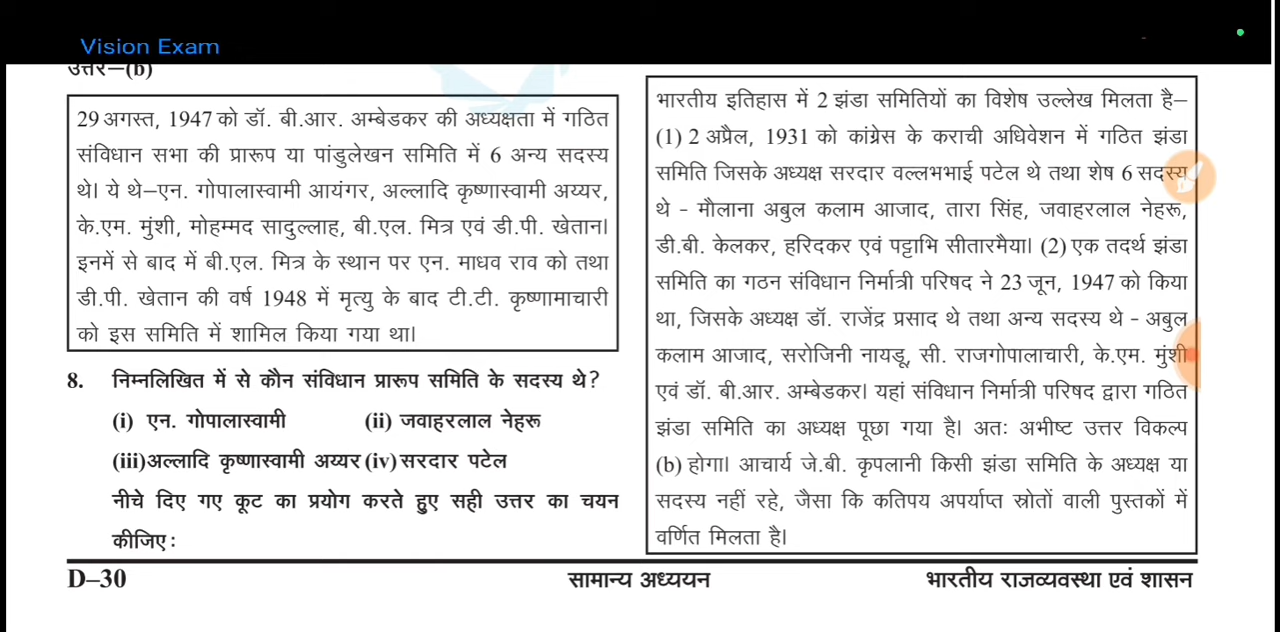 Vision Exam
उत्तर—(b)
29 अगस्त, 1947 को डॉ. बी.आर. अम्बेडकर की अध्यक्षता में गठित
संविधान सभा की प्रारूप या पांडुलेखन समिति में 6 अन्य सदस्य
थे। ये थे—एन. गोपालास्वामी आयंगर, अल्लादि कृष्णास्वामी अय्यर,
के.एम. मुंशी, मोहम्मद सादुल्लाह, बी.एल. मित्र एवं डी.पी. खेतान।
इनमें से बाद में बी.एल. मित्र के स्थान पर एन. माधव राव को तथा
डी.पी. खेतान की वर्ष 1948 में मृत्यु के बाद टी.टी. कृष्णामाचारी
को इस समिति में शामिल किया गया था।
8. निम्नलिखित में से कौन संविधान प्रारूप समिति के सदस्य थे?
(i) एन. गोपालास्वामी (ii) जवाहरलाल नेहरू
(iii) अल्लादि कृष्णास्वामी अय्यर (iv) सरदार पटेल
नीचे दिए गए कूट का प्रयोग करते हुए सही उत्तर का चयन
कीजिए :
भारतीय इतिहास में 2 झंडा समितियों का विशेष उल्लेख मिलता है—
(1) 2 अप्रैल, 1931 को कांग्रेस के कराची अधिवेशन में गठित झंडा
समिति जिसके अध्यक्ष सरदार वल्लभभाई पटेल थे तथा शेष 6 सदस्य
थे - मौलाना अबुल कलाम आजाद, तारा सिंह, जवाहरलाल नेहरू,
डी.बी. केलकर, हरिदकर एवं पट्टाभि सीतारमैया। (2) एक तदर्थ झंडा
समिति का गठन संविधान निर्मात्री परिषद ने 23 जून, 1947 को किया
था, जिसके अध्यक्ष डॉ. राजेंद्र प्रसाद थे तथा अन्य सदस्य थे - अबुल
कलाम आजाद, सरोजिनी नायडू, सी. राजगोपालाचारी, के.एम. मुंशी
एवं डॉ. बी.आर. अम्बेडकर। यहां संविधान निर्मात्री परिषद द्वारा गठित
झंडा समिति का अध्यक्ष पूछा गया है। अतः अभीष्ट उत्तर विकल्प
(b) होगा। आचार्य जे.बी. कृपलानी किसी झंडा समिति के अध्यक्ष या
सदस्य नहीं रहे, जैसा कि कतिपय अपर्याप्त स्रोतों वाली पुस्तकों में
वर्णित मिलता है।
D–30 सामान्य अध्ययन भारतीय राजव्यवस्था एवं शासन